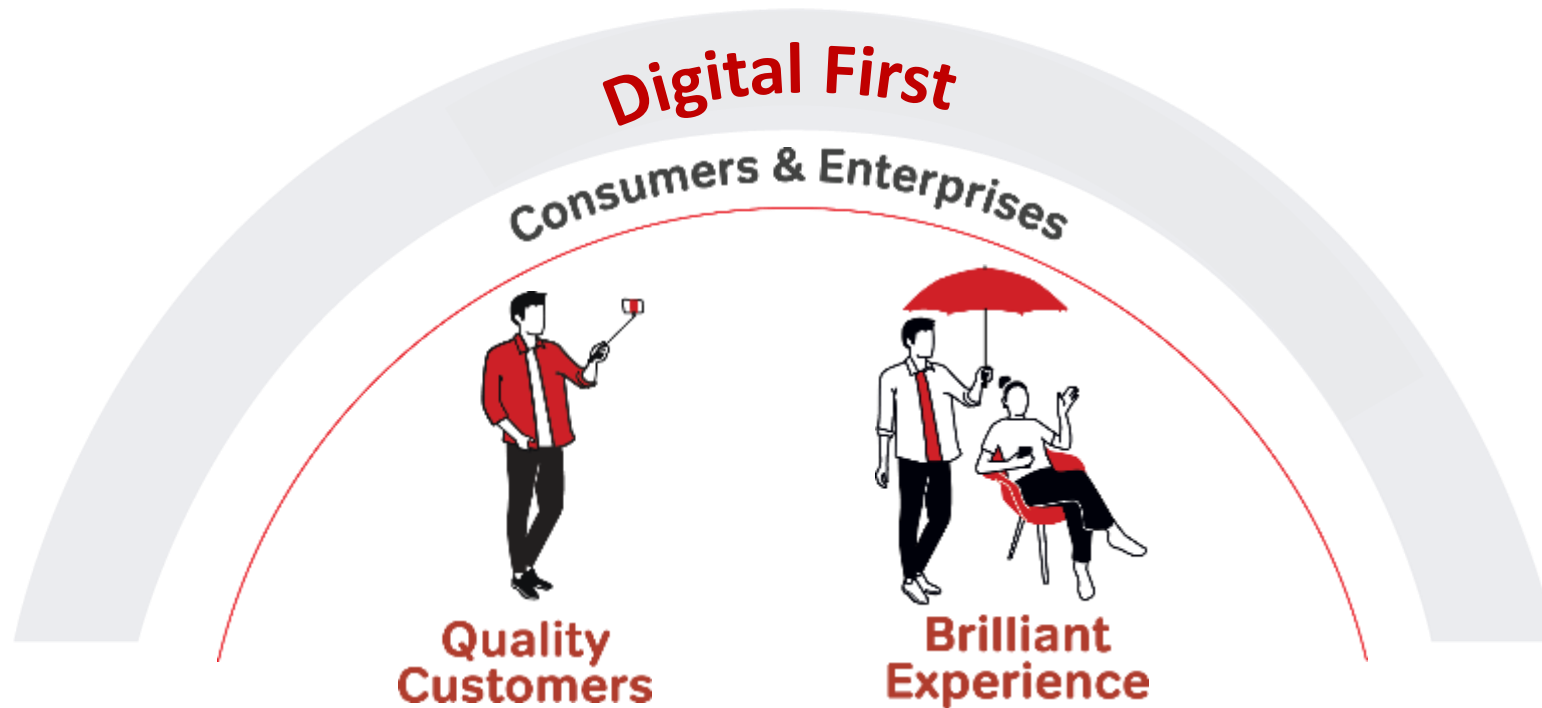 Digital First
Consumers & Enterprises
Quality
Customers
Brilliant
Experience